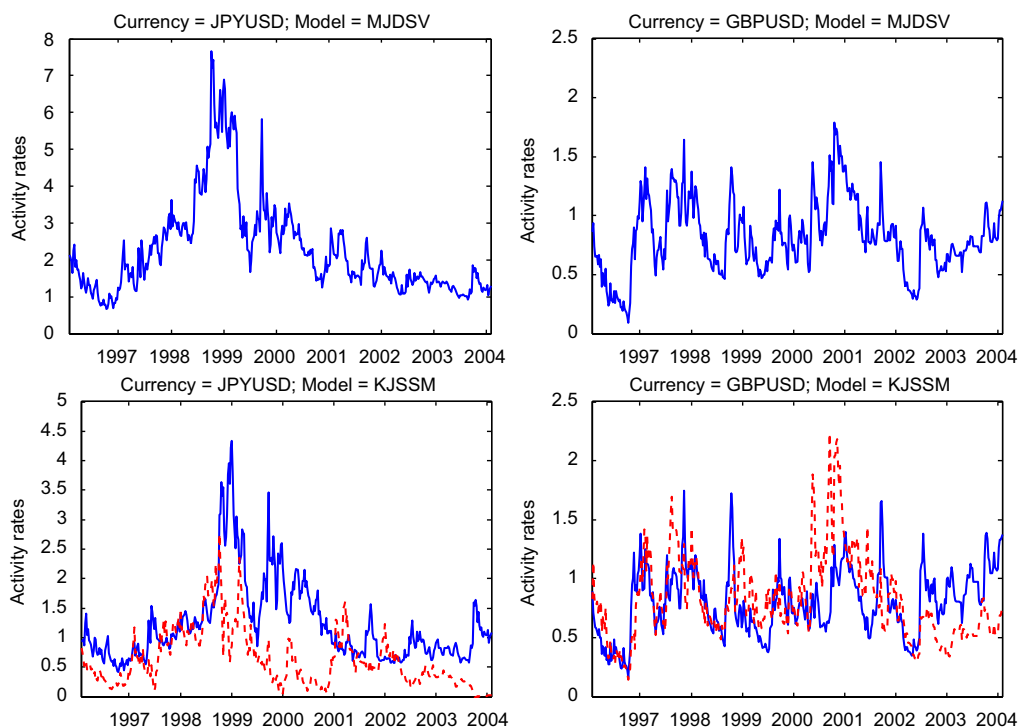 Currency = JPYUSD; Model = MJDSV
8
7
6
5
4
3
2
1
0
Activity rates
1997 1998 1999 2000 2001 2002 2003 2004
Currency = GBPUSD; Model = MJDSV
2.5
2
1.5
1
0.5
0
Activity rates
1997 1998 1999 2000 2001 2002 2003 2004
Currency = JPYUSD; Model = KJSSM
5
4.5
4
3.5
3
2.5
2
1.5
1
0.5
0
Activity rates
1997 1998 1999 2000 2001 2002 2003 2004
Currency = GBPUSD; Model = KJSSM
2.5
2
1.5
1
0.5
0
Activity rates
1997 1998 1999 2000 2001 2002 2003 2004